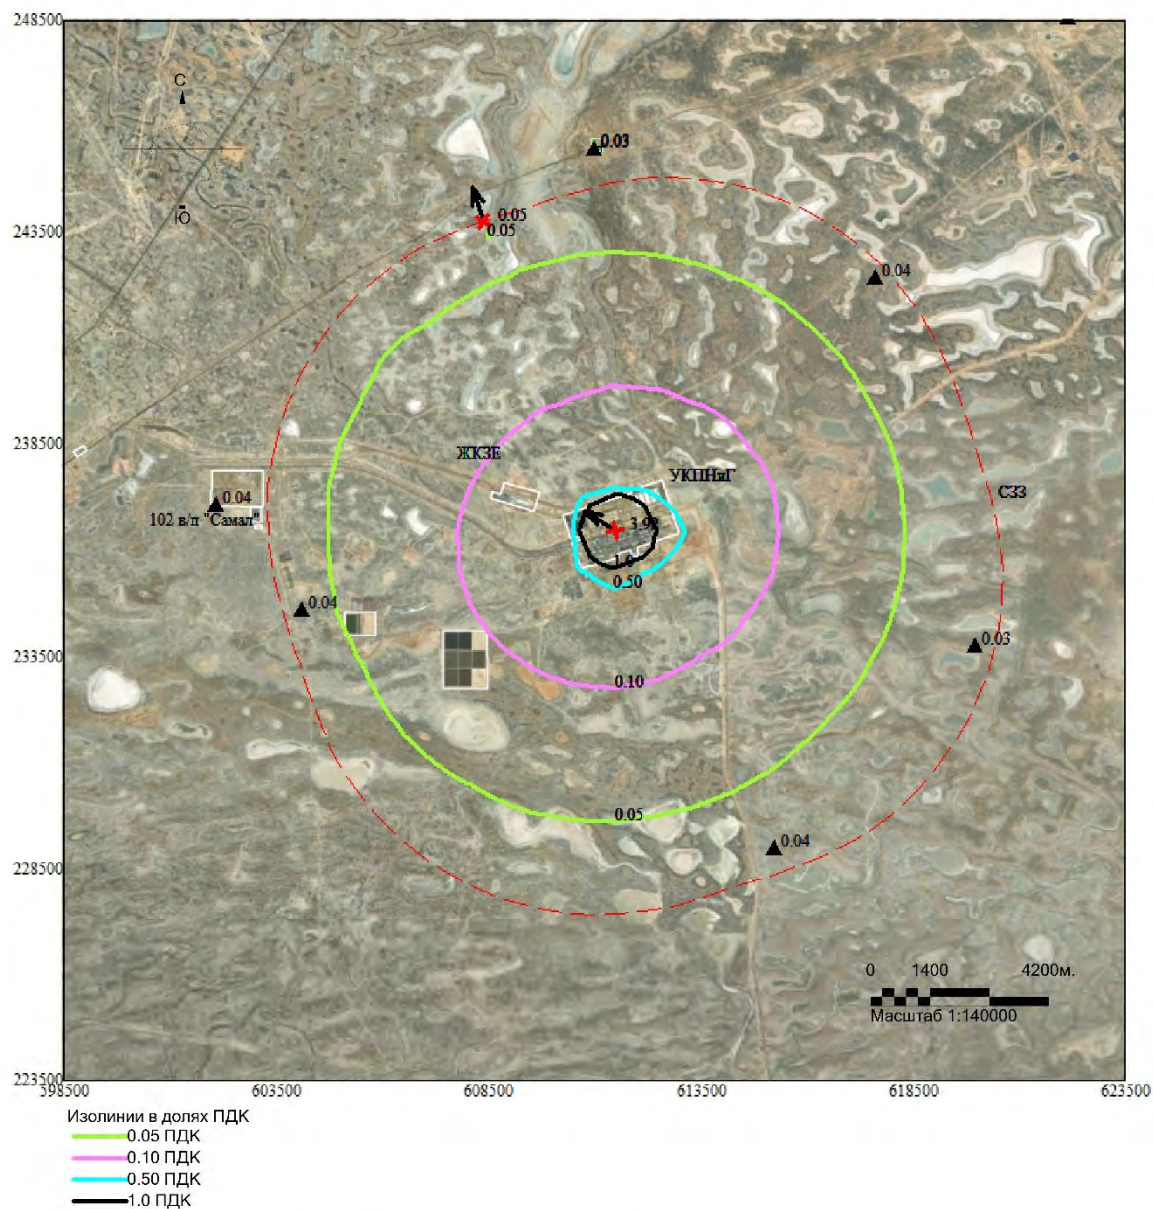 248500
С
0.03
Ю
0.05
0.05
243500
0.04
238500
ЖКЗЕ
УКПНиГ
0.04
СЗЗ
102 в/п "Самал"
3.92
1.0
0.50
0.04
0.03
233500
0.10
0.05
0.04
228500
0 1400 4200м.
Масштаб 1:140000
223500
598500 603500 608500 613500 618500 623500
Изолинии в долях ПДК
0.05 ПДК
0.10 ПДК
0.50 ПДК
1.0 ПДК